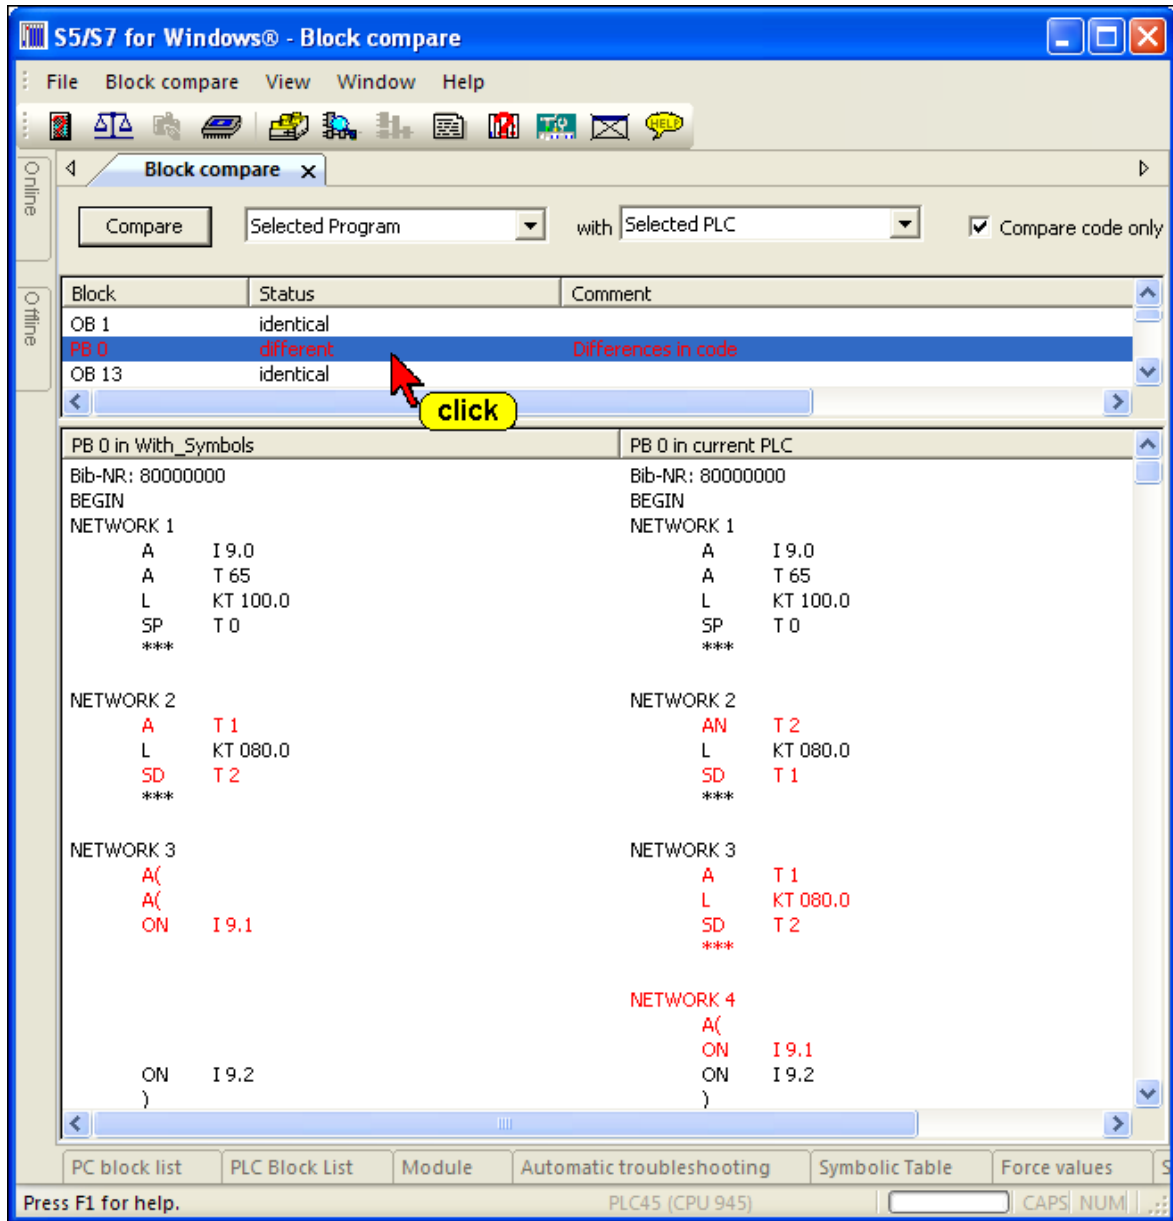 S5/S7 for Windows® - Block compare
File Block compare View Window Help
HELP
Online
Offline
Block compare x
Compare Selected Program with Selected PLC Compare code only
Block Status Comment
OB 1 identical
PB 0 different Differences in code
OB 13 identical
click
PB 0 in With_Symbols PB 0 in current PLC
Bib-NR: 80000000 Bib-NR: 80000000
BEGIN BEGIN
NETWORK 1 NETWORK 1
A I 9.0 A I 9.0
A T 65 A T 65
L KT 100.0 L KT 100.0
SP T 0 SP T 0
*** ***
NETWORK 2 NETWORK 2
A T 1 AN T 2
L KT 080.0 L KT 080.0
SD T 2 SD T 1
*** ***
NETWORK 3 NETWORK 3
A( A T 1
A( L KT 080.0
ON I 9.1 SD T 2
***
NETWORK 4
A(
ON I 9.1
ON I 9.2 ON I 9.2
) )
PC block list PLC Block List Module Automatic troubleshooting Symbolic Table Force values S
Press F1 for help. PLC45 (CPU 945) CAPS NUM